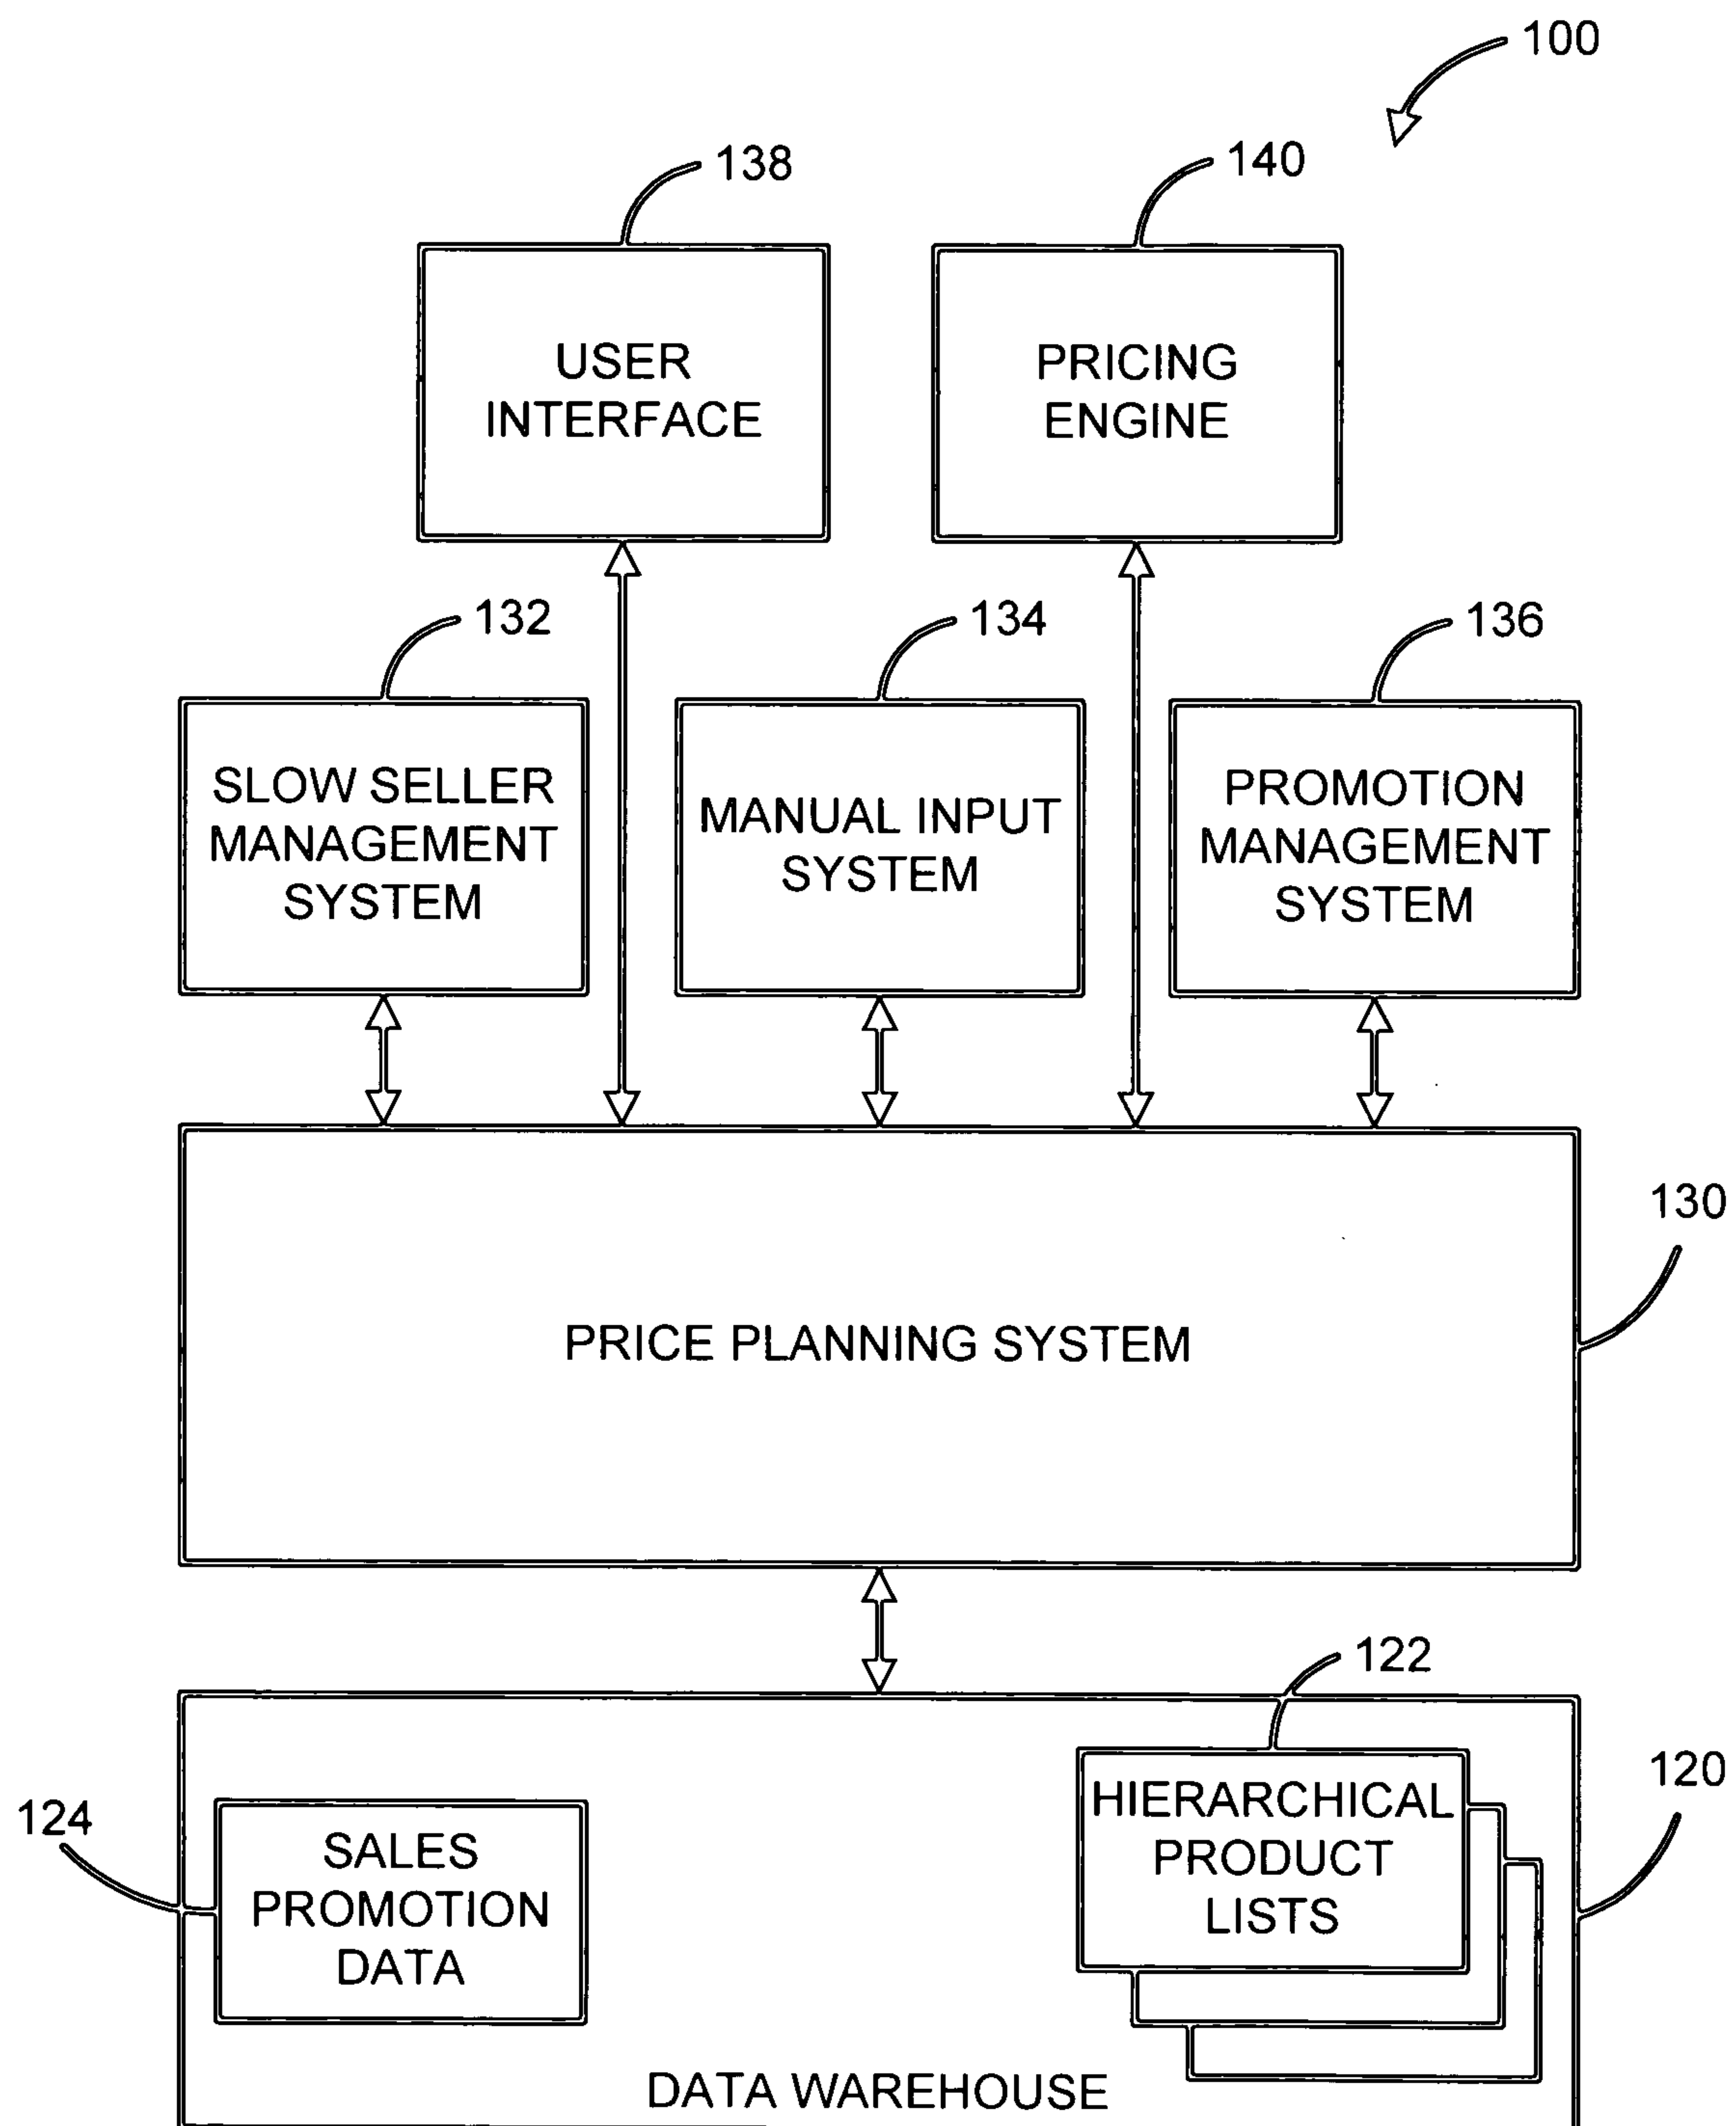 100
138
140
USER
INTERFACE
PRICING
ENGINE
132
134
136
SLOW SELLER
MANAGEMENT
SYSTEM
MANUAL INPUT
SYSTEM
PROMOTION
MANAGEMENT
SYSTEM
130
PRICE PLANNING SYSTEM
122
120
124
SALES
PROMOTION
DATA
HIERARCHICAL
PRODUCT
LISTS
DATA WAREHOUSE